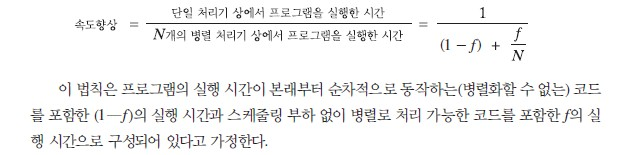 속도향상 = 단일 처리기 상에서 프로그램을 실행한 시간 / N개의 병렬 처리기 상에서 프로그램을 실행한 시간 = 1 / ((1 − f) + f/N)
이 법칙은 프로그램의 실행 시간이 본래부터 순차적으로 동작하는(병렬화할 수 없는) 코드
를 포함한 (1—f)의 실행 시간과 스케줄링 부하 없이 병렬로 처리 가능한 코드를 포함한 f의 실
행 시간으로 구성되어 있다고 가정한다.